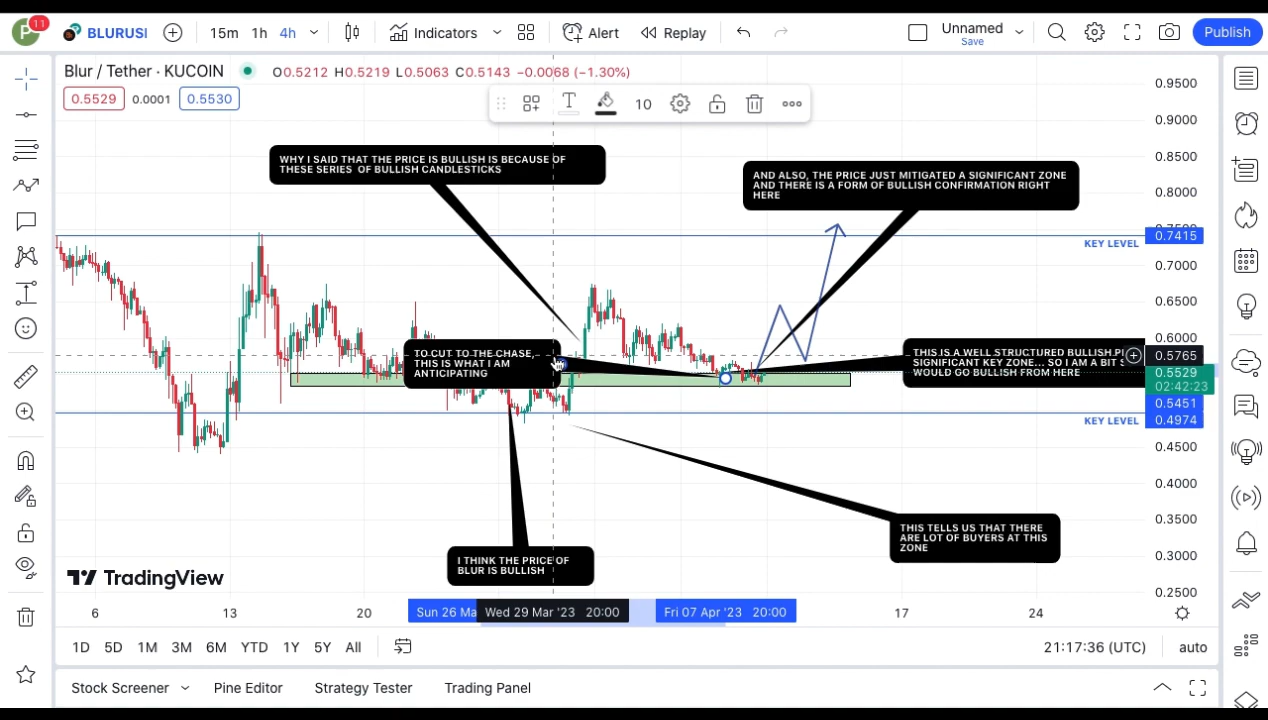 P
11
BLURUSI
15m 1h 4h
Indicators
Alert
Replay
Unnamed
Save
Publish
Blur / Tether · KUCOIN
O0.5212 H0.5219 L0.5063 C0.5143 −0.0068 (−1.30%)
0.5529 0.0001 0.5530
10
WHY I SAID THAT THE PRICE IS BULLISH IS BECAUSE OF
THESE SERIES OF BULLISH CANDLESTICKS
AND ALSO, THE PRICE JUST MITIGATED A SIGNIFICANT ZONE
AND THERE IS A FORM OF BULLISH CONFIRMATION RIGHT
HERE
KEY LEVEL
TO CUT TO THE CHASE,
THIS IS WHAT I AM
ANTICIPATING
THIS IS A WELL STRUCTURED BULLISH
SIGNIFICANT KEY ZONE... SO I AM A BIT
WOULD GO BULLISH FROM HERE
KEY LEVEL
THIS TELLS US THAT THERE
ARE LOT OF BUYERS AT THIS
ZONE
I THINK THE PRICE OF
BLUR IS BULLISH
0.9500
0.9000
0.8500
0.8000
0.7415
0.7000
0.6500
0.6000
0.5765
0.5529
02:42:23
0.5451
0.4974
0.4500
0.4000
0.3500
0.3000
0.2500
TradingView
6 13 20 Sun 26 Ma Wed 29 Mar '23 20:00 Fri 07 Apr '23 20:00 17 24
1D 5D 1M 3M 6M YTD 1Y 5Y All
21:17:36 (UTC) auto
Stock Screener Pine Editor Strategy Tester Trading Panel